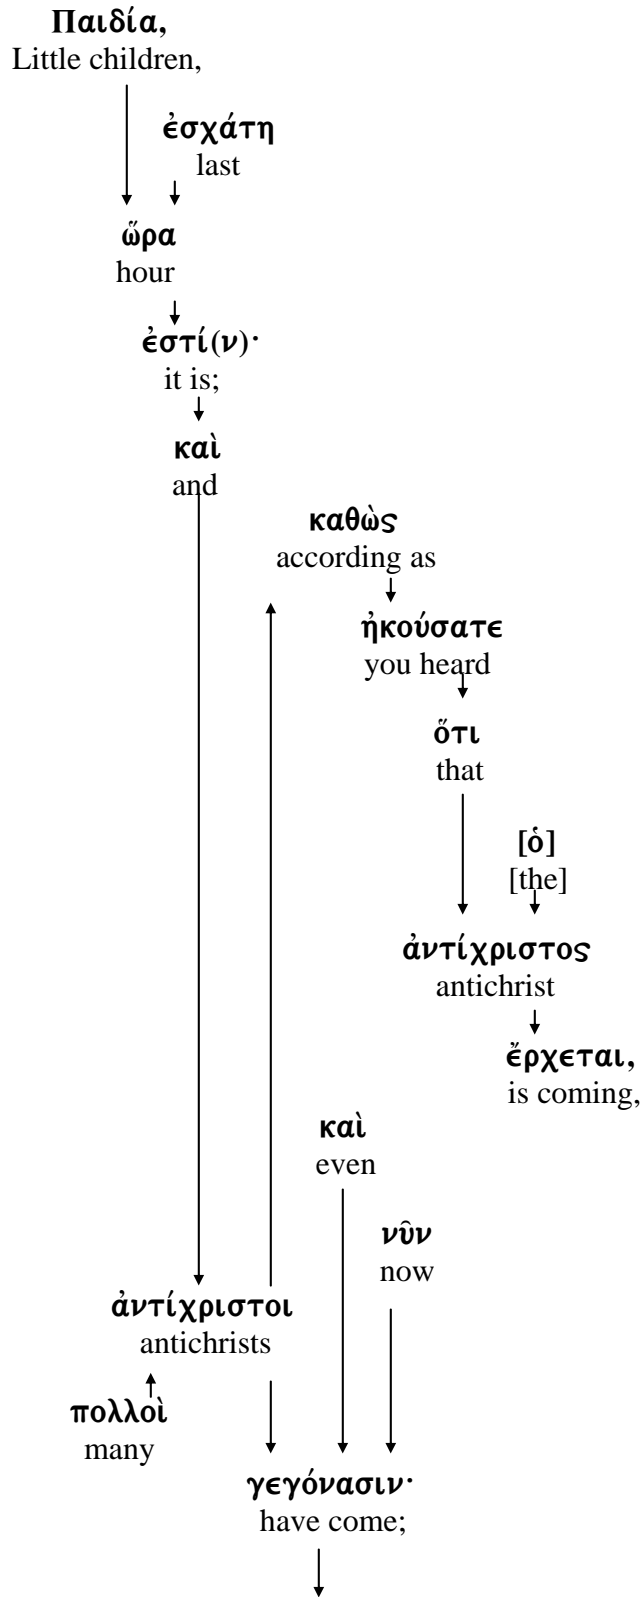 Παιδία,
Little children,
ἐσχάτη
last
ὥρα
hour
ἐστί(ν)·
it is;
καὶ
and
καθὼς
according as
ἠκούσατε
you heard
ὅτι
that
[ὁ]
[the]
ἀντίχριστος
antichrist
ἔρχεται,
is coming,
καὶ
even
νῦν
now
ἀντίχριστοι
antichrists
πολλοὶ
many
γεγόνασιν·
have come;